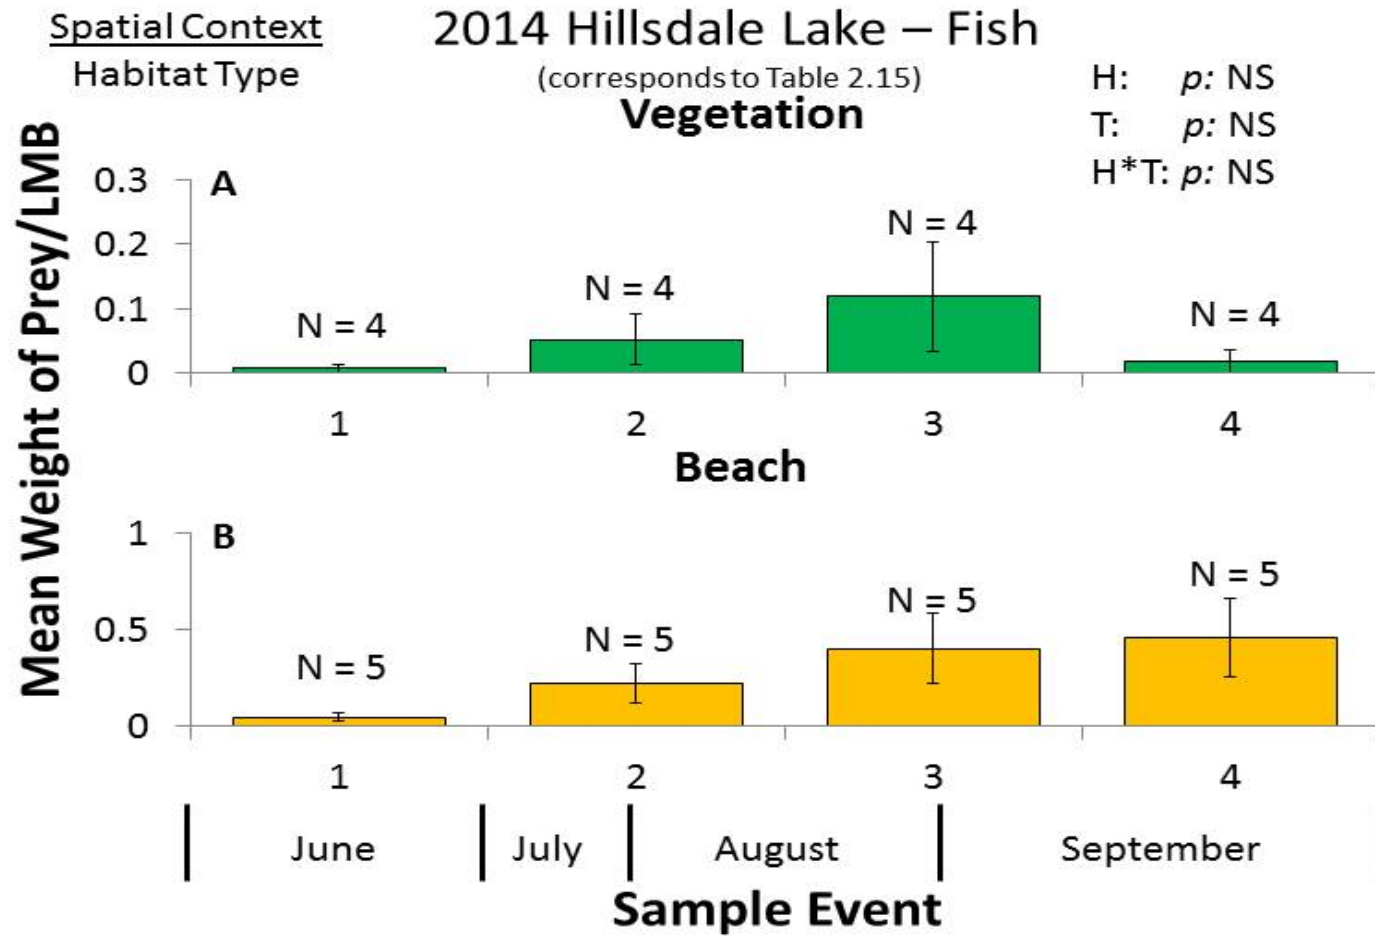 Spatial Context
Habitat Type
2014 Hillsdale Lake – Fish
(corresponds to Table 2.15)
H: p: NS
T: p: NS
H*T: p: NS
Mean Weight of Prey/LMB
Vegetation
A
0.3
0.2
0.1
0
N = 4
N = 4
N = 4
N = 4
1 2 3 4
Beach
B
1
0.5
0
N = 5
N = 5
N = 5
N = 5
1 2 3 4
June July August September
Sample Event